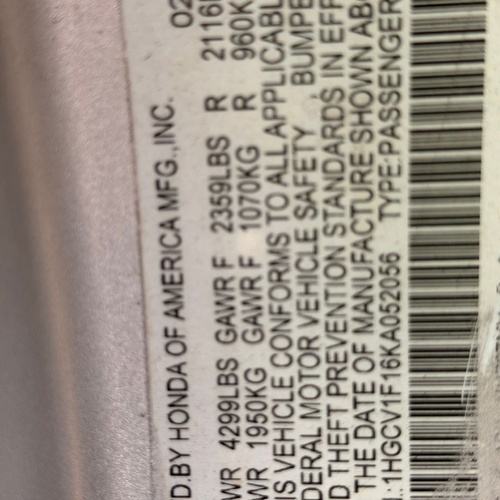 D.BY HONDA OF AMERICA MFG.,INC. 02
WR 4299LBS GAWR F 2359LBS R 2116
WR 1950KG GAWR F 1070KG R 960K
IS VEHICLE CONFORMS TO ALL APPLICABL
DERAL MOTOR VEHICLE SAFETY BUMPE
D THEFT PREVENTION STANDARDS IN EFF
THE DATE OF MANUFACTURE SHOWN AB
.:1HGCV1F16KA052056 TYPE:PASSENGER